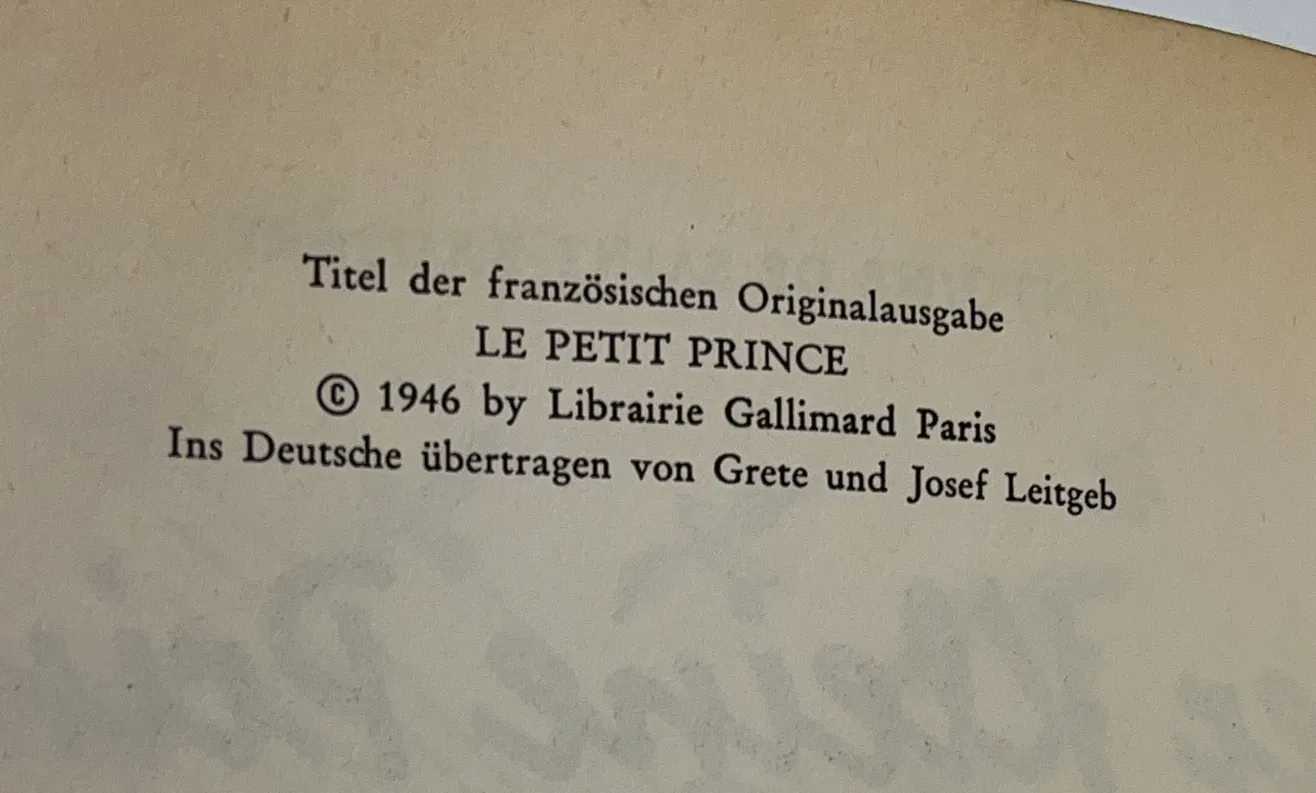 Titel der französischen Originalausgabe
LE PETIT PRINCE
© 1946 by Librairie Gallimard Paris
Ins Deutsche übertragen von Grete und Josef Leitgeb